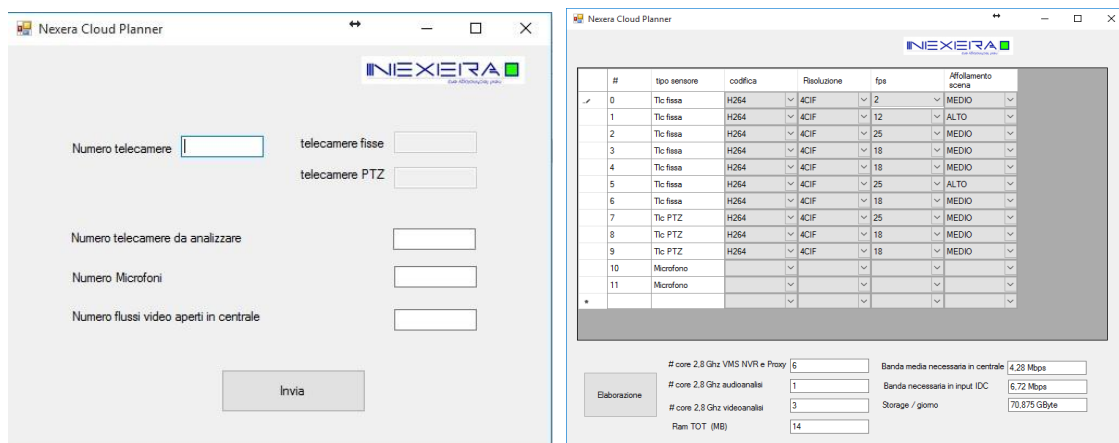 Nexera Cloud Planner
NEXERA
Numero telecamere
telecamere fisse
telecamere PTZ
Numero telecamere da analizzare
Numero Microfoni
Numero flussi video aperti in centrale
Invia
Nexera Cloud Planner
NEXERA
# tipo sensore codifica Risoluzione fps Affollamento scena
0 Tlc fissa H264 4CIF 2 MEDIO
1 Tlc fissa H264 4CIF 12 ALTO
2 Tlc fissa H264 4CIF 25 MEDIO
3 Tlc fissa H264 4CIF 18 MEDIO
4 Tlc fissa H264 4CIF 18 MEDIO
5 Tlc fissa H264 4CIF 25 ALTO
6 Tlc fissa H264 4CIF 18 MEDIO
7 Tlc PTZ H264 4CIF 25 MEDIO
8 Tlc PTZ H264 4CIF 18 MEDIO
9 Tlc PTZ H264 4CIF 18 MEDIO
10 Microfono
11 Microfono
Elaborazione
# core 2,8 Ghz VMS NVR e Proxy 6
# core 2,8 Ghz audioanalisi 1
# core 2,8 Ghz videoanalisi 3
Ram TOT (MB) 14
Banda media necessaria in centrale 4,28 Mbps
Banda necessaria in input IDC 6,72 Mbps
Storage / giorno 70,875 GByte